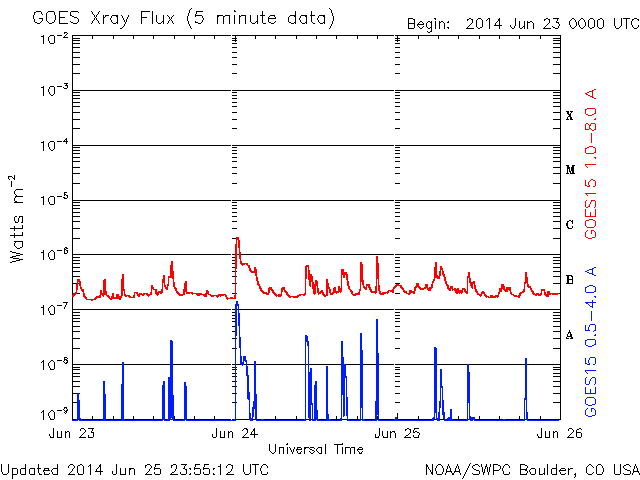 GOES Xray Flux (5 minute data)
Begin: 2014 Jun 23 0000 UTC
10⁻²
10⁻³
10⁻⁴
10⁻⁵
10⁻⁶
10⁻⁷
10⁻⁸
10⁻⁹
Watts m⁻²
X
M
C
B
A
GOES15 1.0–8.0 A
GOES15 0.5–4.0 A
Jun 23
Jun 24
Jun 25
Jun 26
Universal Time
Updated 2014 Jun 25 23:55:12 UTC
NOAA/SWPC Boulder, CO USA